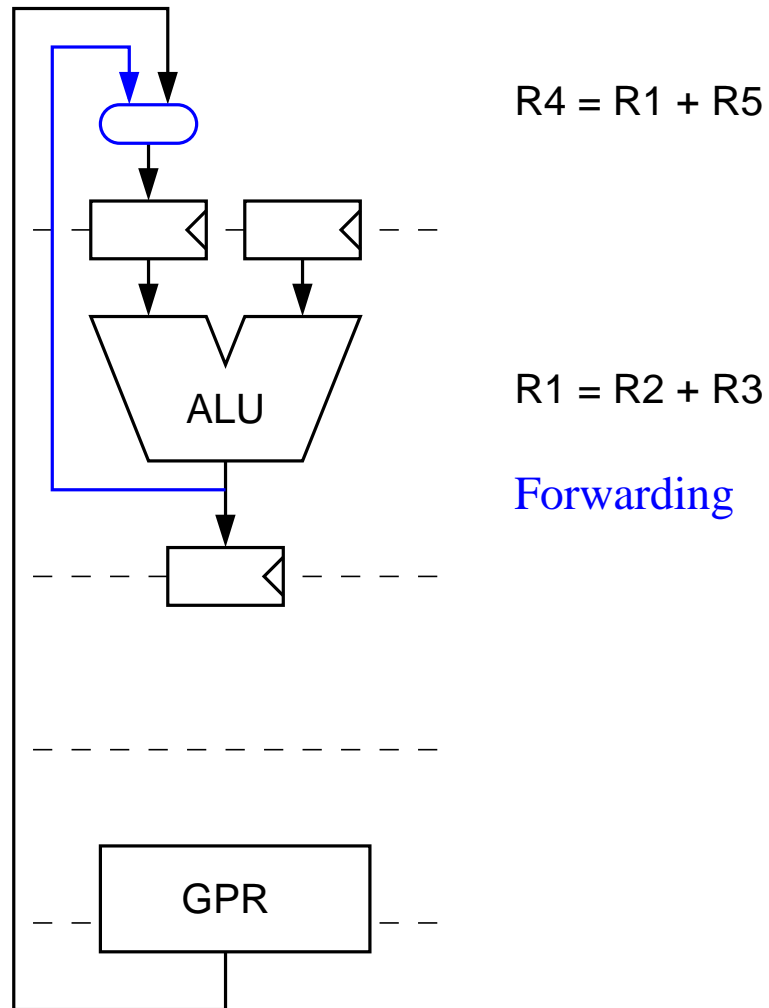 R4 = R1 + R5
ALU
R1 = R2 + R3
Forwarding
GPR